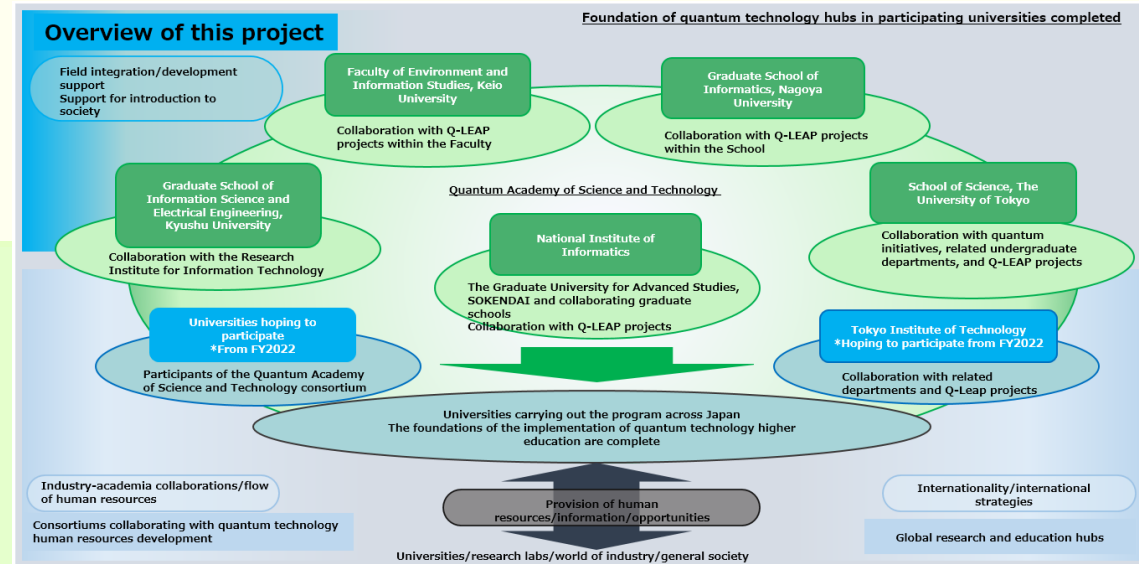 Foundation of quantum technology hubs in participating universities completed
Overview of this project
Field integration/development
support
Support for introduction to
society
Faculty of Environment and
Information Studies, Keio
University
Collaboration with Q-LEAP
projects within the Faculty
Graduate School of
Informatics, Nagoya
University
Collaboration with Q-LEAP projects
within the School
Graduate School of
Information Science and
Electrical Engineering,
Kyushu University
Collaboration with the Research
Institute for Information Technology
Quantum Academy of Science and Technology
School of Science, The
University of Tokyo
Collaboration with quantum
initiatives, related undergraduate
departments, and Q-LEAP projects
National Institute of
Informatics
The Graduate University for Advanced Studies,
SOKENDAI and collaborating graduate
schools
Collaboration with Q-LEAP projects
Universities hoping to
participate
*From FY2022
Participants of the Quantum Academy
of Science and Technology consortium
Tokyo Institute of Technology
*Hoping to participate from FY2022
Collaboration with related
departments and Q-Leap projects
Universities carrying out the program across Japan
The foundations of the implementation of quantum technology higher
education are complete
Industry-academia collaborations/flow
of human resources
Consortiums collaborating with quantum technology
human resources development
Provision of human
resources/information/opportunities
Internationality/international
strategies
Global research and education hubs
Universities/research labs/world of industry/general society